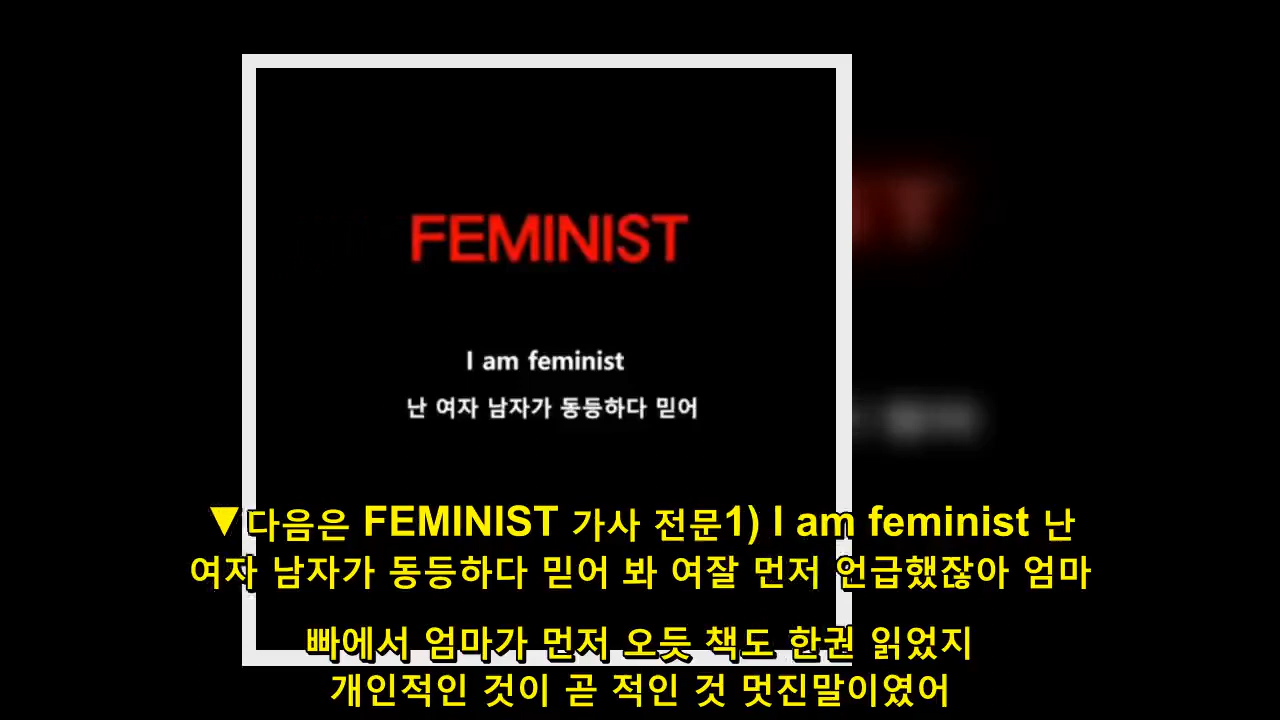 FEMINIST
I am feminist
난 여자 남자가 동등하다 믿어
▼다음은 FEMINIST 가사 전문1) I am feminist 난
여자 남자가 동등하다 믿어 봐 여잘 먼저 언급했잖아 엄마
빠에서 엄마가 먼저 오듯 책도 한권 읽었지
개인적인 것이 곧 적인 것 멋진말이였어